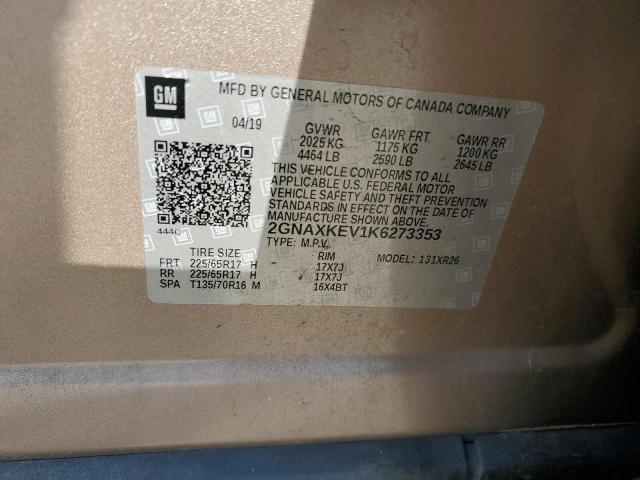 GM
MFD BY GENERAL MOTORS OF CANADA COMPANY
04/19 GVWR GAWR FRT GAWR RR
2025 KG 1175 KG 1200 KG
4464 LB 2590 LB 2645 LB
THIS VEHICLE CONFORMS TO ALL
APPLICABLE U.S. FEDERAL MOTOR
VEHICLE SAFETY AND THEFT PREVENTION
STANDARDS IN EFFECT ON THE DATE OF
MANUFACTURE SHOWN ABOVE.
444G 2GNAXKEV1K6273353
TYPE: M.P.V. MODEL: 131XR26
TIRE SIZE RIM
FRT 225/65R17 H 17X7J
RR 225/65R17 H 17X7J
SPA T135/70R16 M 16X4BT